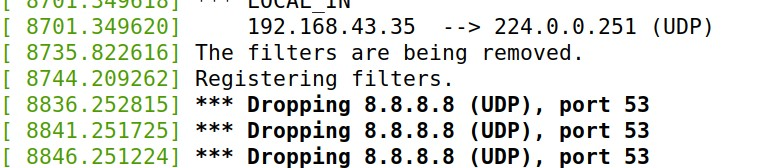 [ 8701.349618] *** LOCAL_IN
[ 8701.349620]     192.168.43.35  --> 224.0.0.251 (UDP)
[ 8735.822616] The filters are being removed.
[ 8744.209262] Registering filters.
[ 8836.252815] *** Dropping 8.8.8.8 (UDP), port 53
[ 8841.251725] *** Dropping 8.8.8.8 (UDP), port 53
[ 8846.251224] *** Dropping 8.8.8.8 (UDP), port 53